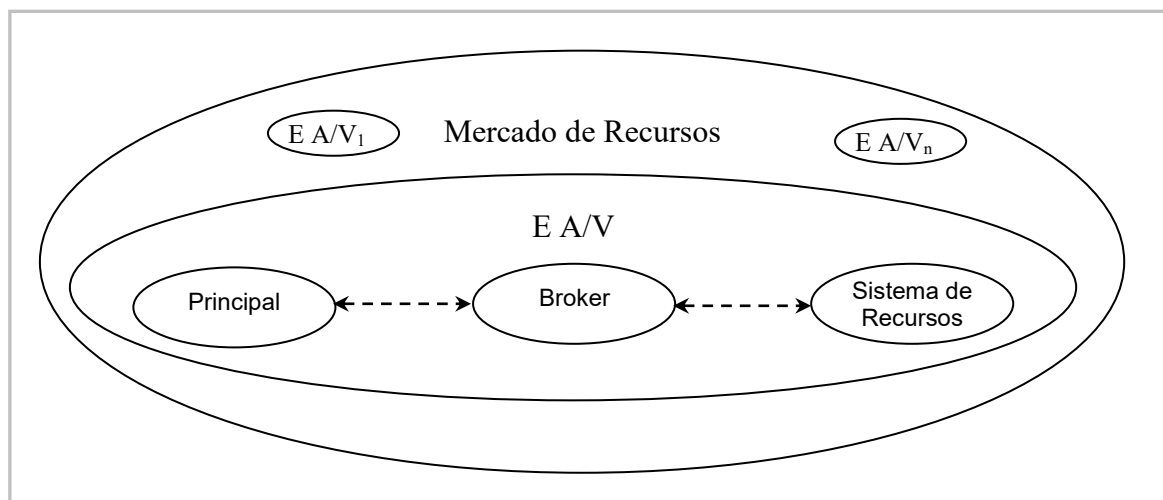 E A/V₁
Mercado de Recursos
E A/Vₙ
E A/V
Principal
Broker
Sistema de
Recursos